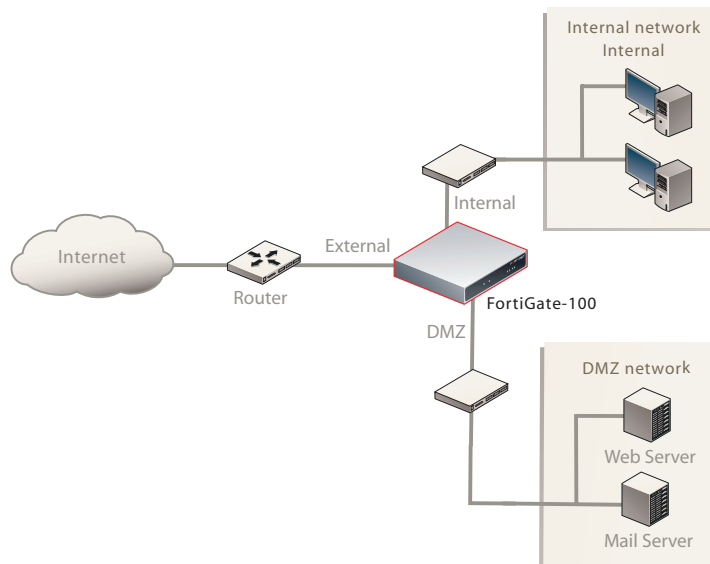 Internal network
Internal
Internal
External
Internet
Router
FortiGate-100
DMZ
DMZ network
Web Server
Mail Server